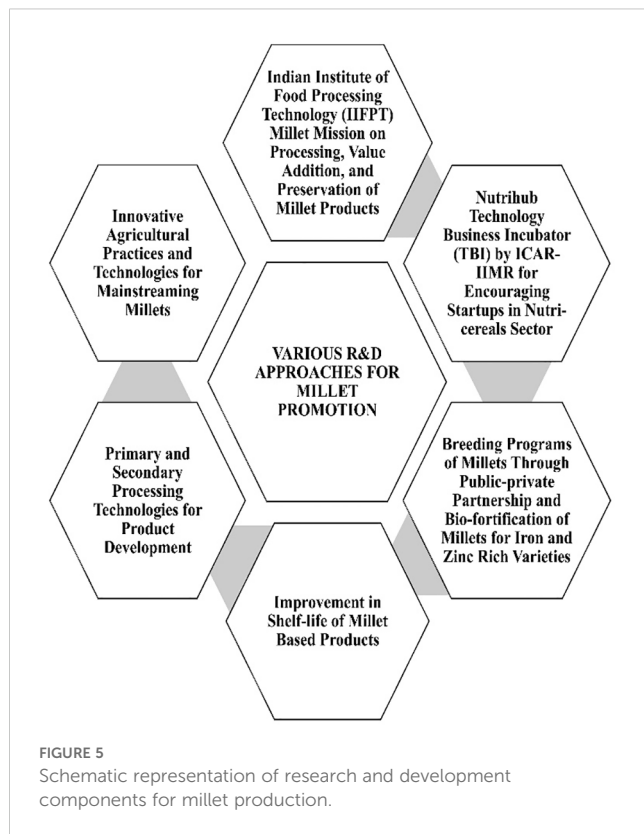 Indian Institute of
Food Processing
Technology (IIFPT)
Millet Mission on
Processing, Value
Addition, and
Preservation of
Millet Products
Innovative
Agricultural
Practices and
Technologies for
Mainstreaming
Millets
Nutrihub
Technology
Business Incubator
(TBI) by ICAR-
IIMR for
Encouraging
Startups in Nutri-
cereals Sector
VARIOUS R&D
APPROACHES FOR
MILLET
PROMOTION
Primary and
Secondary
Processing
Technologies for
Product
Development
Breeding Programs
of Millets Through
Public-private
Partnership and
Bio-fortification of
Millets for Iron and
Zinc Rich Varieties
Improvement in
Shelf-life of Millet
Based Products
FIGURE 5
Schematic representation of research and development
components for millet production.